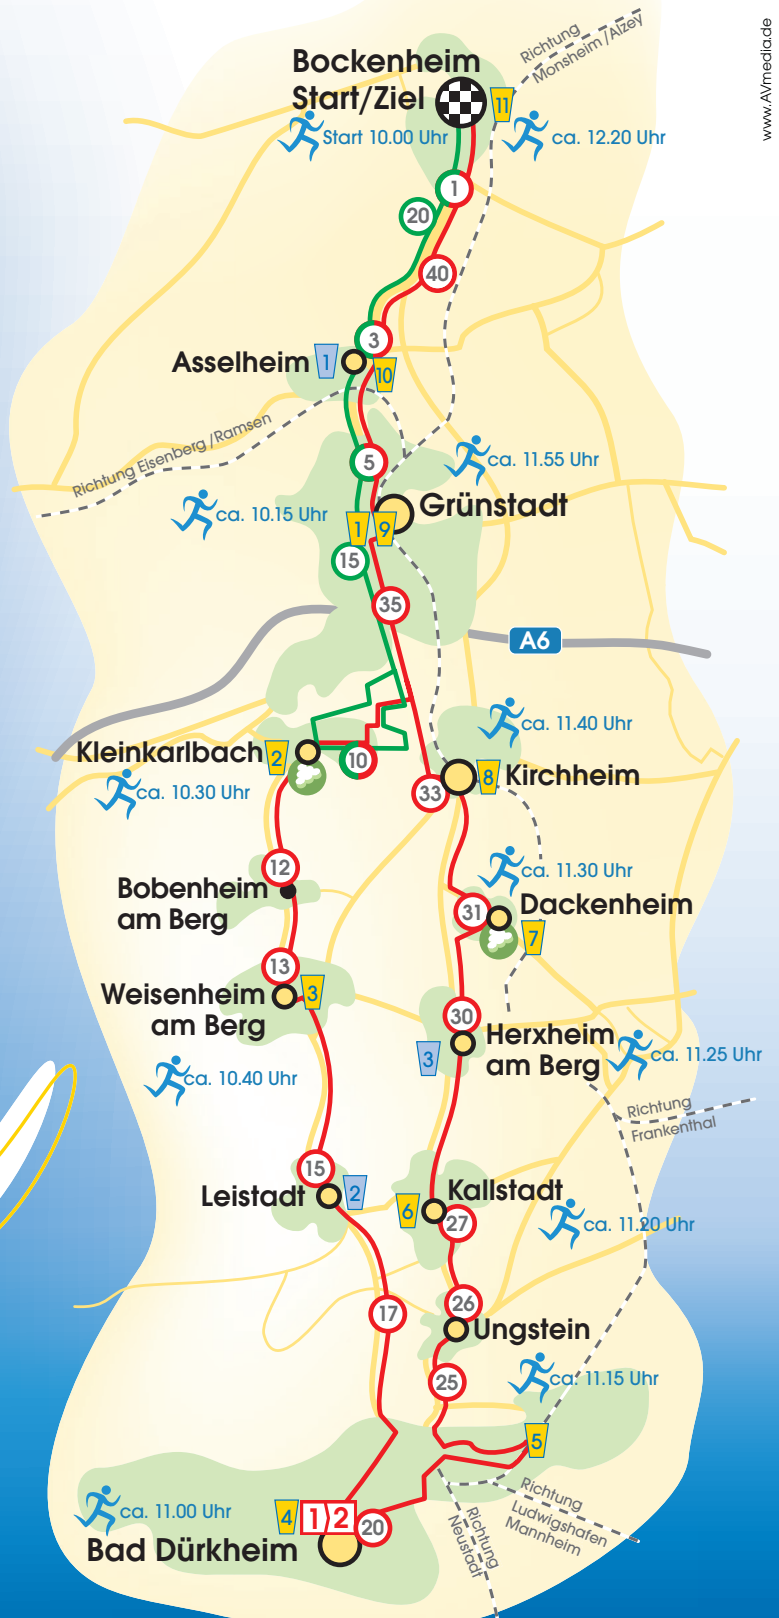 www.AVmedia.de
Richtung
Monsheim/Alzey
Bockenheim
Start/Ziel
11
Start 10.00 Uhr
ca. 12.20 Uhr
1
20
40
3
Asselheim
1
10
Richtung Eisenberg/Ramsen
5
ca. 11.55 Uhr
Grünstadt
ca. 10.15 Uhr
1
9
15
35
A6
ca. 11.40 Uhr
Kleinkarlbach
2
10
8
Kirchheim
ca. 10.30 Uhr
33
12
ca. 11.30 Uhr
Bobenheim
am Berg
31
Dackenheim
7
13
Weisenheim
am Berg
3
30
Herxheim
am Berg
3
ca. 11.25 Uhr
ca. 10.40 Uhr
Richtung
Frankenthal
15
Leistadt
2
6
Kallstadt
27
ca. 11.20 Uhr
17
26
Ungstein
25
ca. 11.15 Uhr
5
ca. 11.00 Uhr
4
1
2
20
Bad Dürkheim
Richtung
Neustadt
Richtung
Ludwigshafen
Mannheim